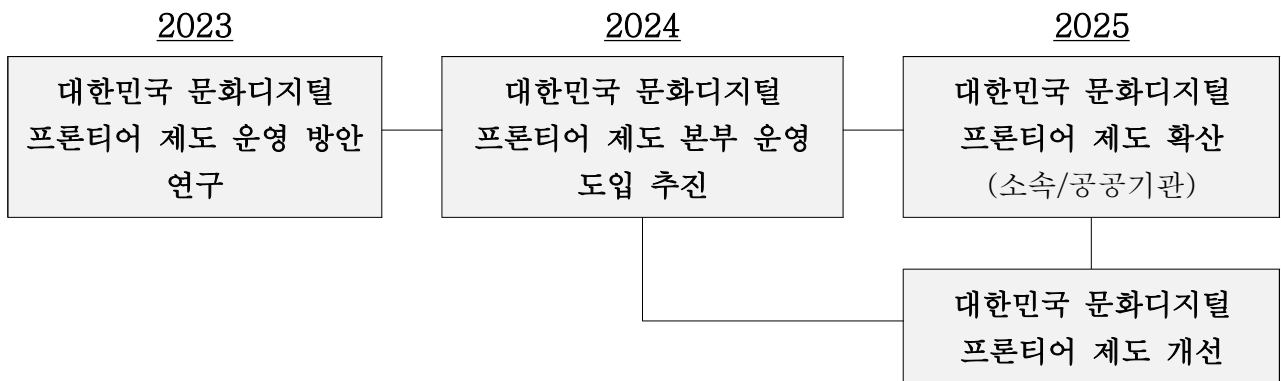 2023
대한민국 문화디지털
프론티어 제도 운영 방안
연구
2024
대한민국 문화디지털
프론티어 제도 본부 운영
도입 추진
2025
대한민국 문화디지털
프론티어 제도 확산
(소속/공공기관)
대한민국 문화디지털
프론티어 제도 개선